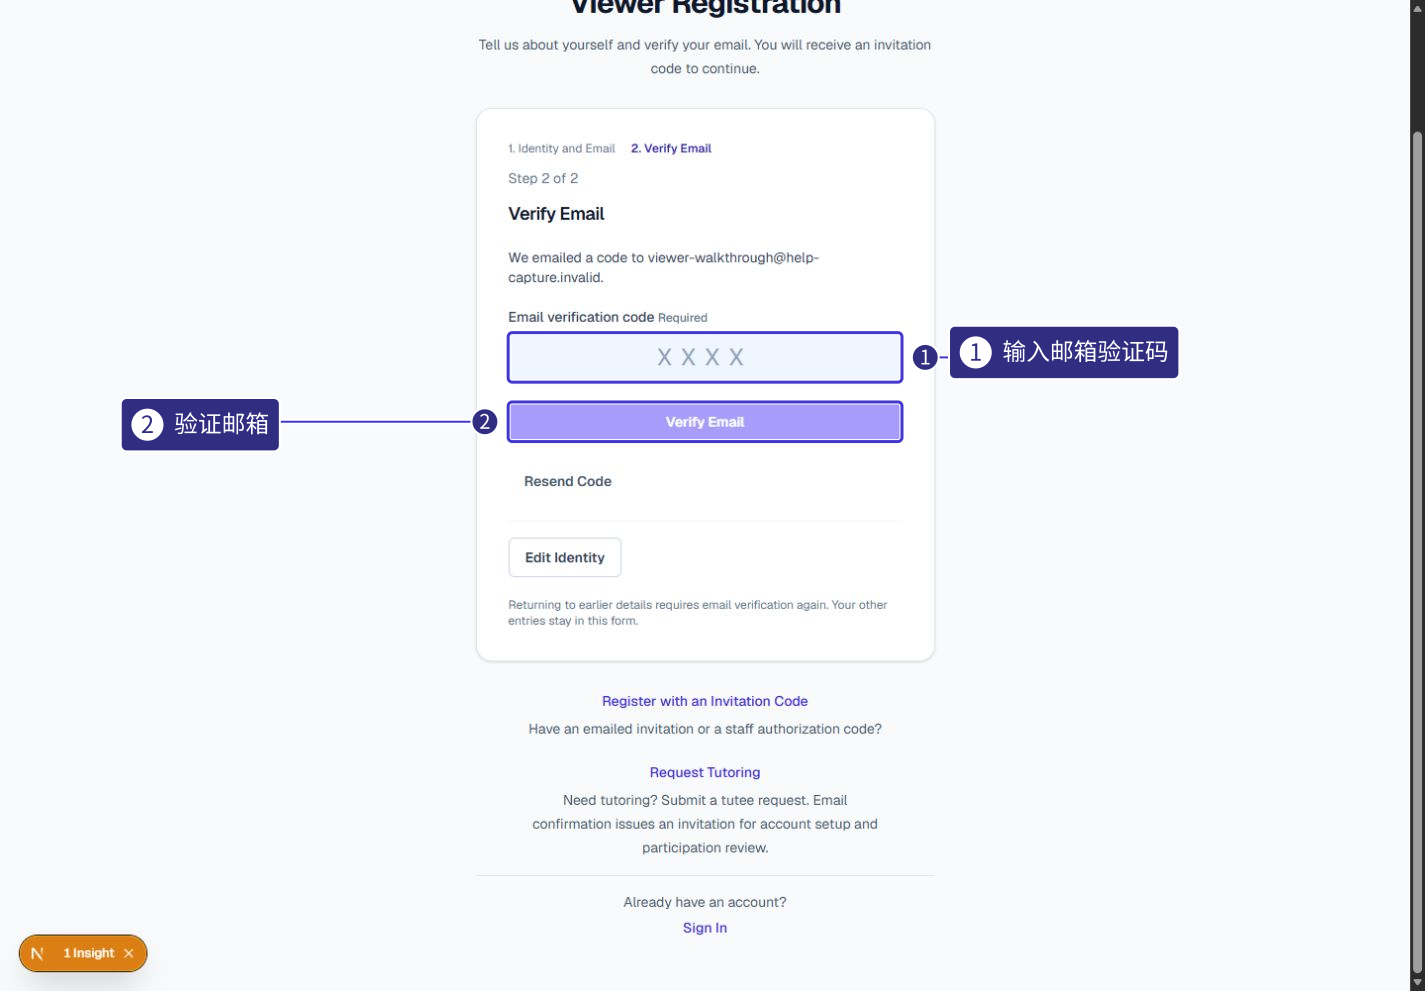 Viewer Registration
Tell us about yourself and verify your email. You will receive an invitation
code to continue.
1. Identity and Email 2. Verify Email
Step 2 of 2
Verify Email
We emailed a code to viewer-walkthrough@help-
capture.invalid.
Email verification code Required
X X X X
1
1 输入邮箱验证码
2 验证邮箱
2
Verify Email
Resend Code
Edit Identity
Returning to earlier details requires email verification again. Your other
entries stay in this form.
Register with an Invitation Code
Have an emailed invitation or a staff authorization code?
Request Tutoring
Need tutoring? Submit a tutee request. Email
confirmation issues an invitation for account setup and
participation review.
Already have an account?
Sign In
N 1 Insight ×